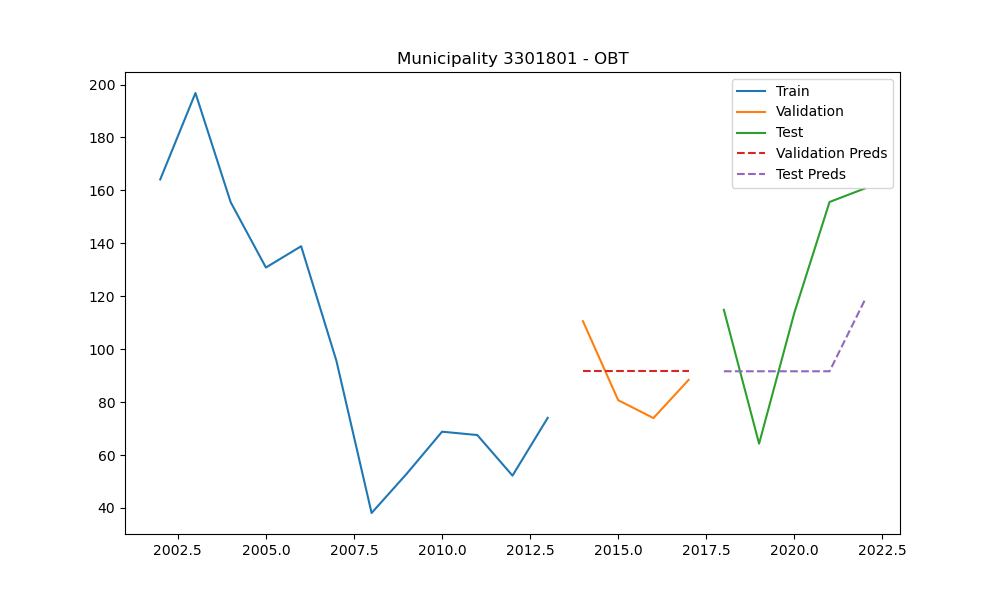 Municipality 3301801 - OBT
200
180
160
140
120
100
80
60
40
Train
Validation
Test
Validation Preds
Test Preds
2002.5 2005.0 2007.5 2010.0 2012.5 2015.0 2017.5 2020.0 2022.5